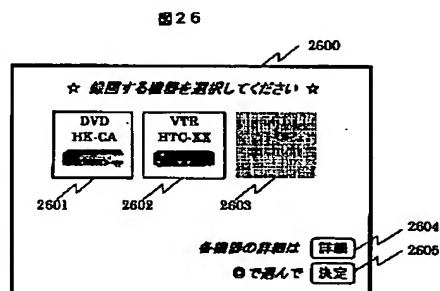 図26
2600
☆ 録画する機器を選択してください ☆
DVD
HK-CA
VTR
HTC-XX
2601
2602
2603
2604
各機器の詳細は 詳細
で選んで 決定
2605